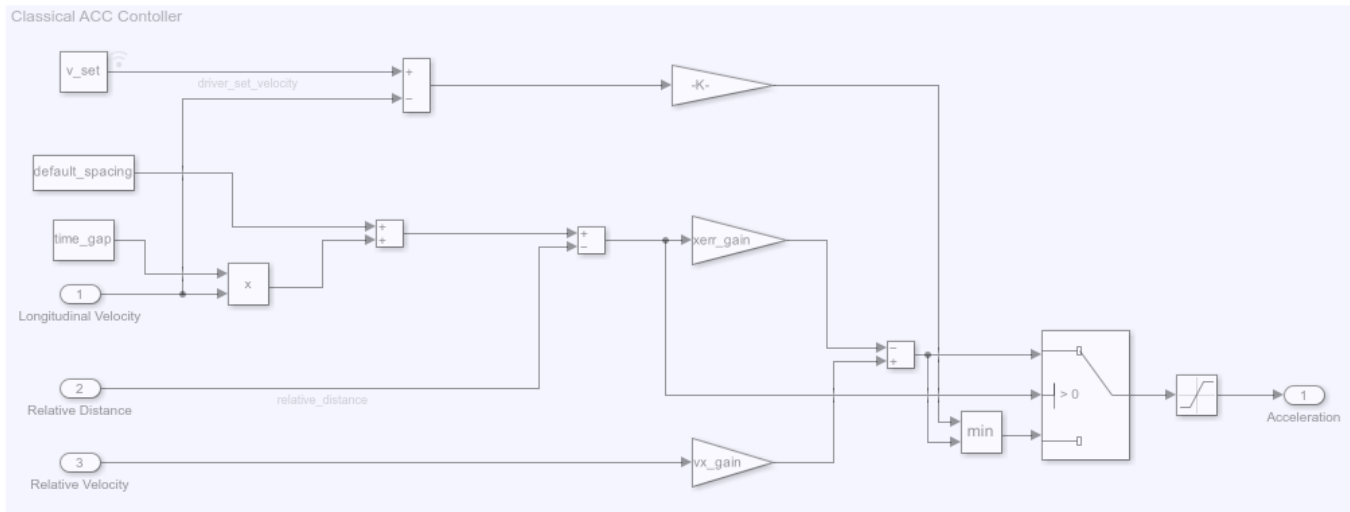 Classical ACC Contoller
v_set
driver_set_velocity
+
−
-K-
default_spacing
time_gap
+
+
+
−
xerr_gain
x
1
Longitudinal Velocity
−
+
2
Relative Distance
relative_distance
> 0
1
Acceleration
min
3
Relative Velocity
vx_gain